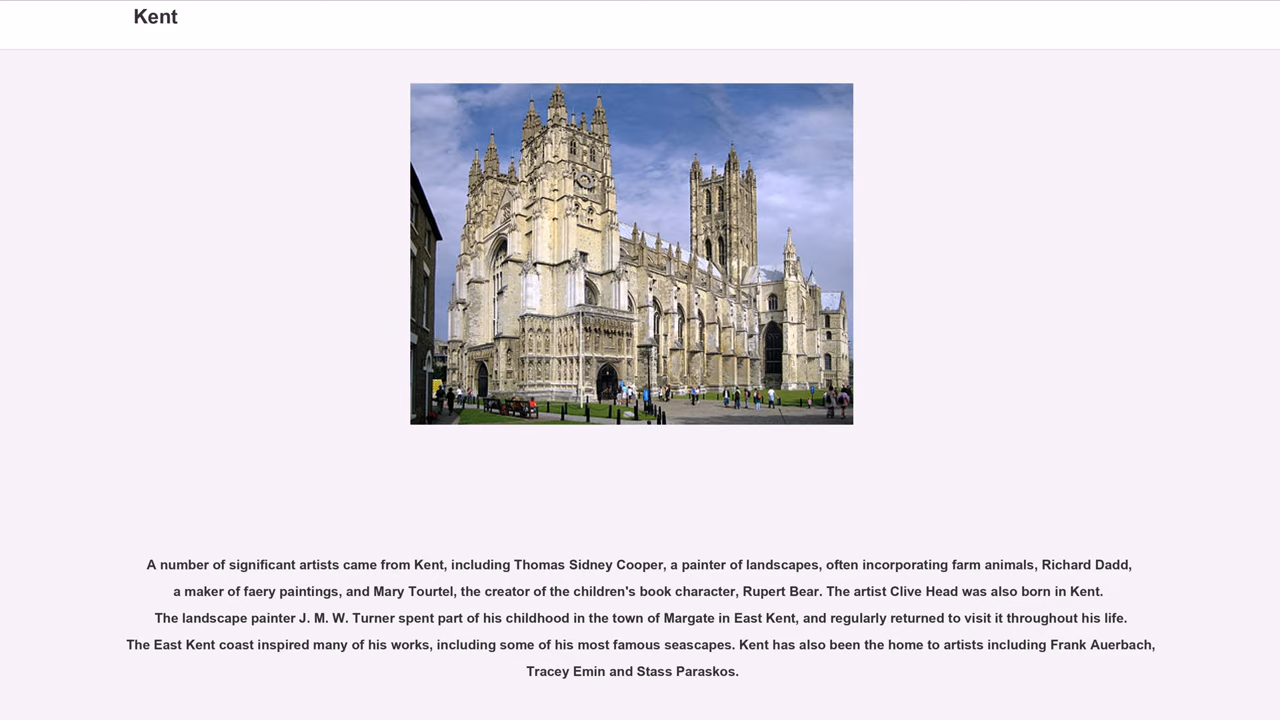 Kent
A number of significant artists came from Kent, including Thomas Sidney Cooper, a painter of landscapes, often incorporating farm animals, Richard Dadd,
a maker of faery paintings, and Mary Tourtel, the creator of the children's book character, Rupert Bear. The artist Clive Head was also born in Kent.
The landscape painter J. M. W. Turner spent part of his childhood in the town of Margate in East Kent, and regularly returned to visit it throughout his life.
The East Kent coast inspired many of his works, including some of his most famous seascapes. Kent has also been the home to artists including Frank Auerbach,
Tracey Emin and Stass Paraskos.